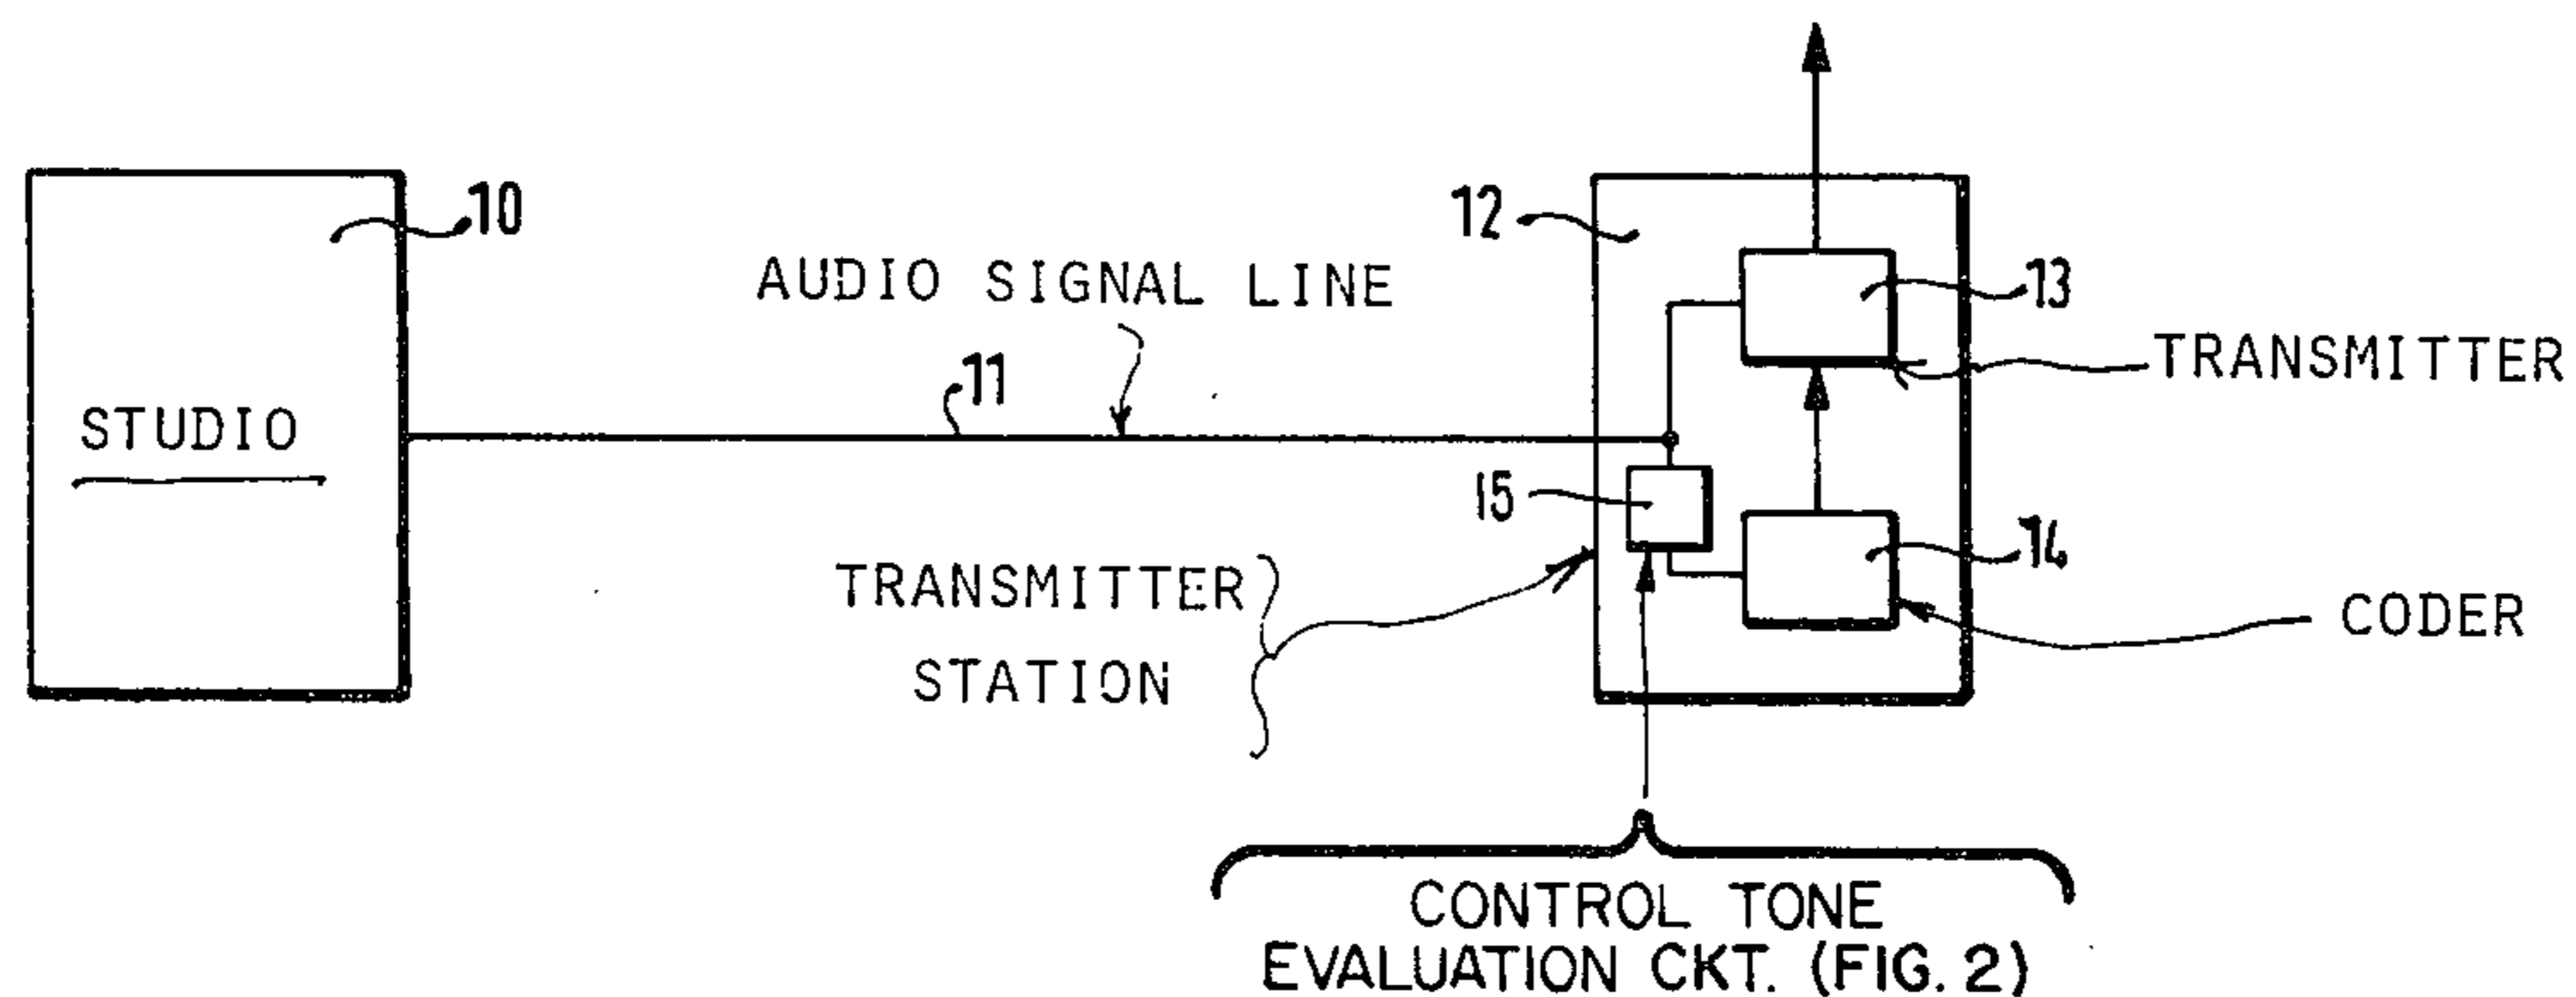 10
STUDIO
AUDIO SIGNAL LINE
11
12
13
TRANSMITTER
15
14
TRANSMITTER
STATION
CODER
CONTROL TONE
EVALUATION CKT. (FIG. 2)